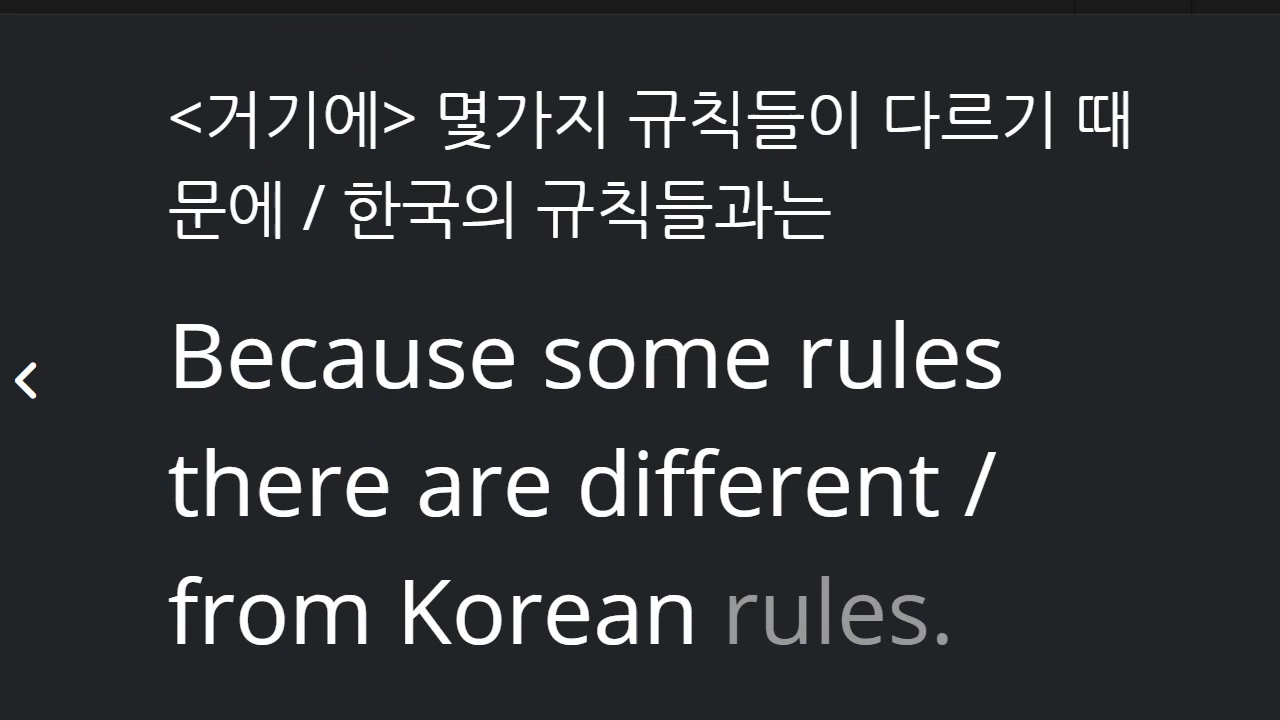 <거기에> 몇가지 규칙들이 다르기 때
문에 / 한국의 규칙들과는
Because some rules
there are different /
from Korean rules.